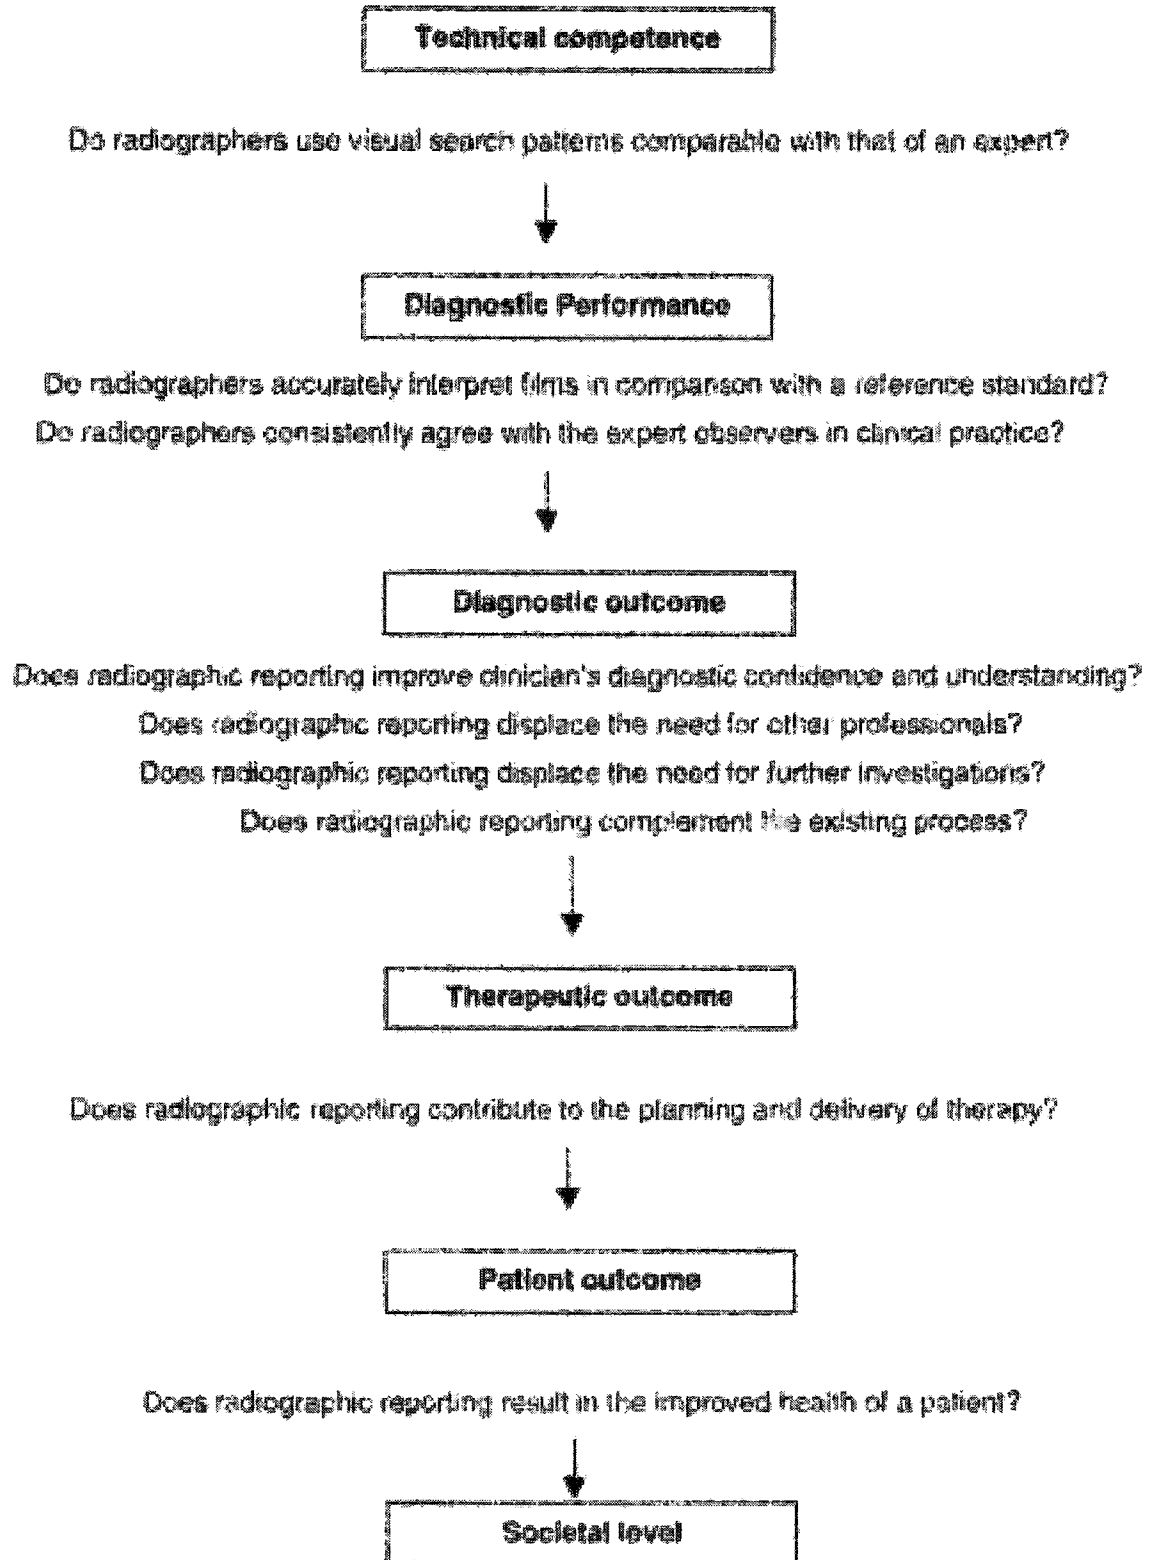 Technical competence
Do radiographers use visual search patterns comparable with that of an expert?
Diagnostic Performance
Do radiographers accurately interpret films in comparison with a reference standard?
Do radiographers consistently agree with the expert observers in clinical practice?
Diagnostic outcome
Does radiographic reporting improve clinician's diagnostic confidence and understanding?
Does radiographic reporting displace the need for other professionals?
Does radiographic reporting displace the need for further investigations?
Does radiographic reporting complement the existing process?
Therapeutic outcome
Does radiographic reporting contribute to the planning and delivery of therapy?
Patient outcome
Does radiographic reporting result in the improved health of a patient?
Societal level